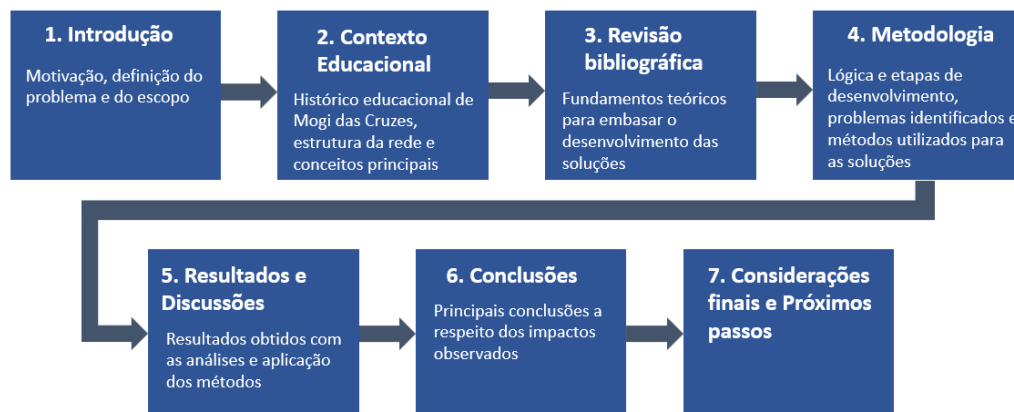 1. Introdução
Motivação, definição do
problema e do escopo
2. Contexto
Educacional
Histórico educacional de
Mogi das Cruzes,
estrutura da rede e
conceitos principais
3. Revisão
bibliográfica
Fundamentos teóricos
para embasar o
desenvolvimento das
soluções
4. Metodologia
Lógica e etapas de
desenvolvimento,
problemas identificados e
métodos utilizados para
as soluções
5. Resultados e
Discussões
Resultados obtidos com
as análises e aplicação
dos métodos
6. Conclusões
Principais conclusões a
respeito dos impactos
observados
7. Considerações
finais e Próximos
passos